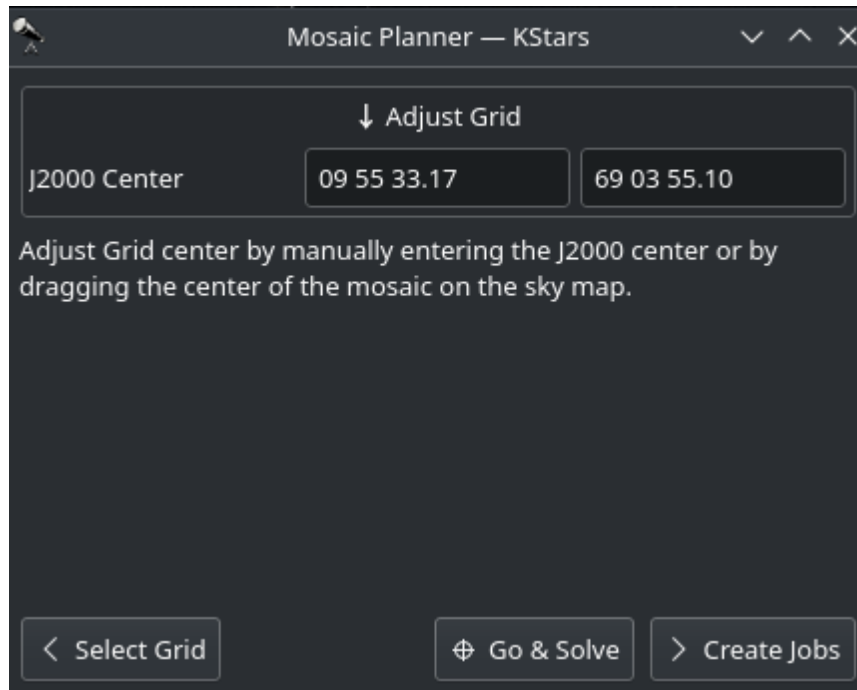 Mosaic Planner — KStars
↓ Adjust Grid
J2000 Center 09 55 33.17 69 03 55.10
Adjust Grid center by manually entering the J2000 center or by
dragging the center of the mosaic on the sky map.
Select Grid Go & Solve Create Jobs